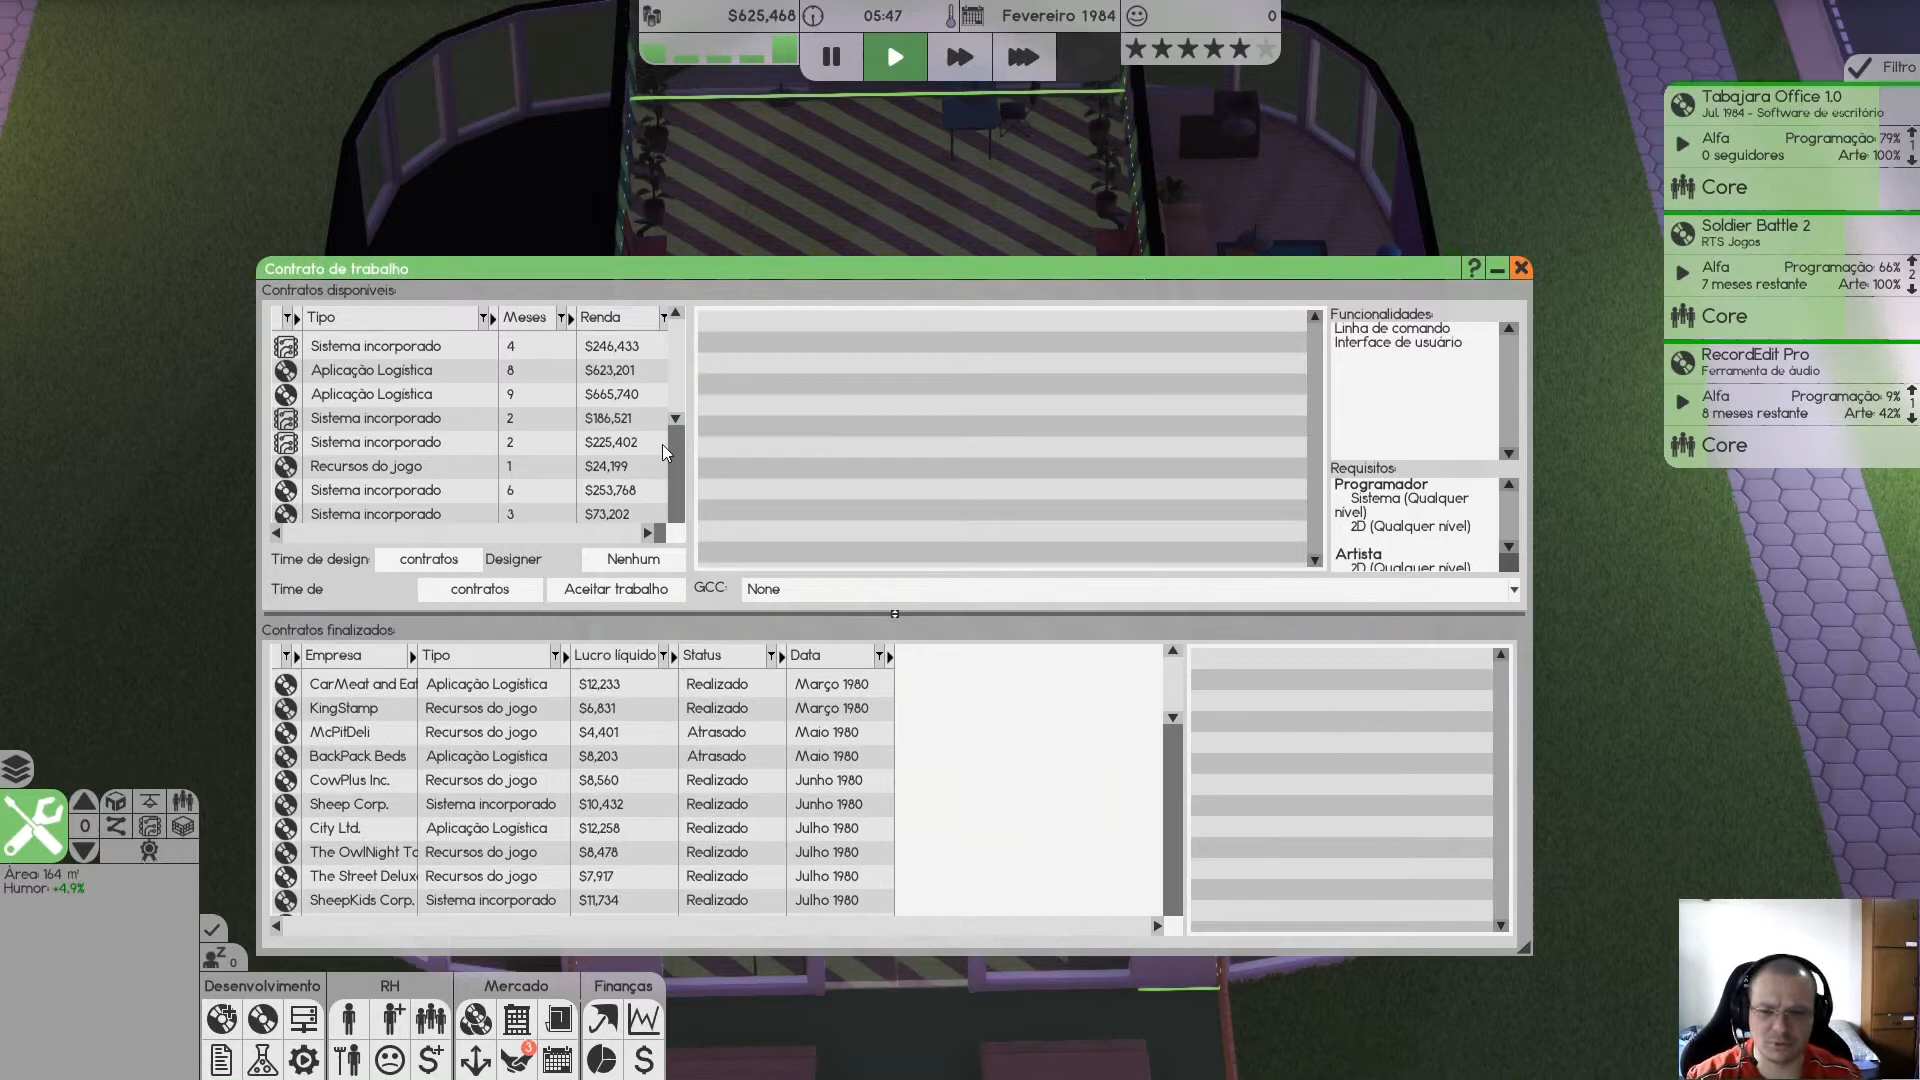 $625,468
05:47
Fevereiro 1984
0
Filtro
Tabajara Office 1.0
Jul. 1984 - Software de escritório
Alfa Programação: 79%
0 seguidores Arte: 100%
1
Core
Soldier Battle 2
RTS Jogos
Alfa Programação: 66%
7 meses restante Arte: 100%
2
Core
RecordEdit Pro
Ferramenta de áudio
Alfa Programação: 9%
8 meses restante Arte: 42%
1
Core
Contrato de trabalho
?
Contratos disponíveis:
Tipo Meses Renda
Sistema incorporado 4 $246,433
Aplicação Logística 8 $623,201
Aplicação Logística 9 $665,740
Sistema incorporado 2 $186,521
Sistema incorporado 2 $225,402
Recursos do jogo 1 $24,199
Sistema incorporado 6 $253,768
Sistema incorporado 3 $73,202
Funcionalidades:
Linha de comando
Interface de usuário
Requisitos:
Programador
Sistema (Qualquer
nível)
2D (Qualquer nível)
Artista
2D (Qualquer nível)
Time de design: contratos Designer Nenhum
Time de contratos Aceitar trabalho GCC: None
Contratos finalizados:
Empresa Tipo Lucro líquido Status Data
CarMeat and Eat Aplicação Logística $12,233 Realizado Março 1980
KingStamp Recursos do jogo $6,831 Realizado Março 1980
McPitDeli Recursos do jogo $4,401 Atrasado Maio 1980
BackPack Beds Aplicação Logística $8,203 Atrasado Maio 1980
CowPlus Inc. Recursos do jogo $8,560 Realizado Junho 1980
Sheep Corp. Sistema incorporado $10,432 Realizado Junho 1980
City Ltd. Aplicação Logística $12,258 Realizado Julho 1980
The OwlNight To Recursos do jogo $8,478 Realizado Julho 1980
The Street Delux Recursos do jogo $7,917 Realizado Julho 1980
SheepKids Corp. Sistema incorporado $11,734 Realizado Julho 1980
0
Área: 164 m²
Humor: +4.9%
Z 0
Desenvolvimento RH Mercado Finanças
3